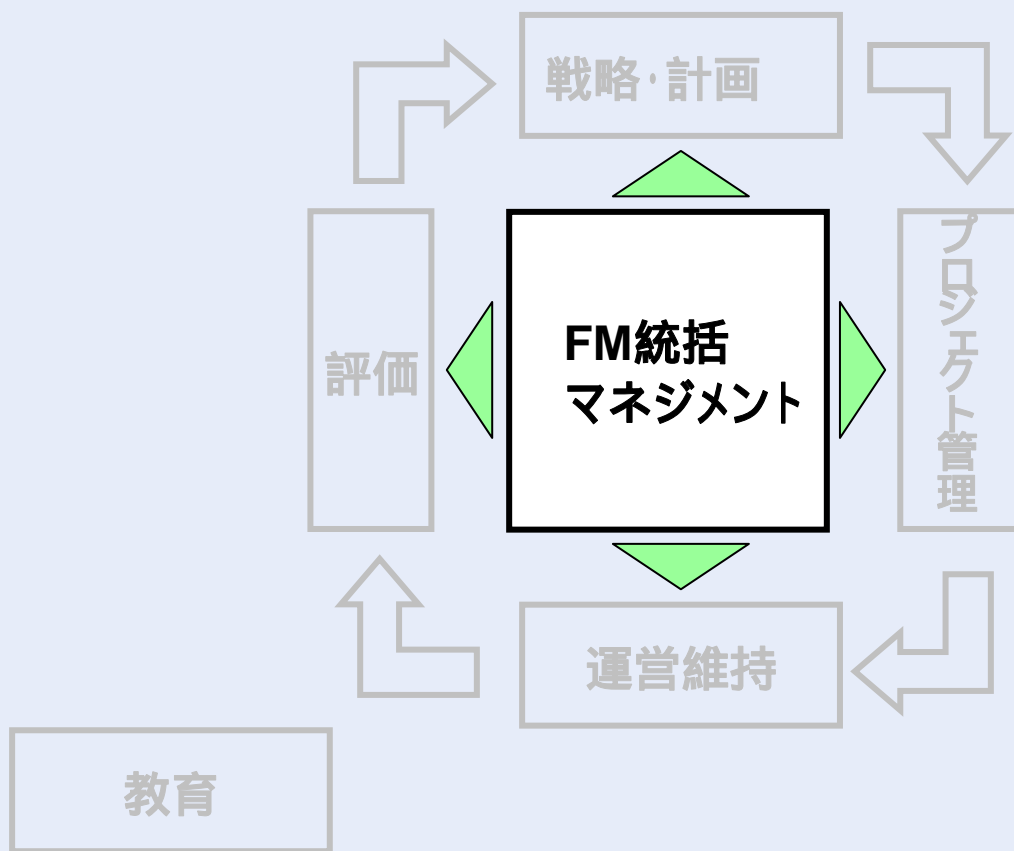 戦略・計画
評価
FM統括
マネジメント
プロジェクト管理
運営維持
教育